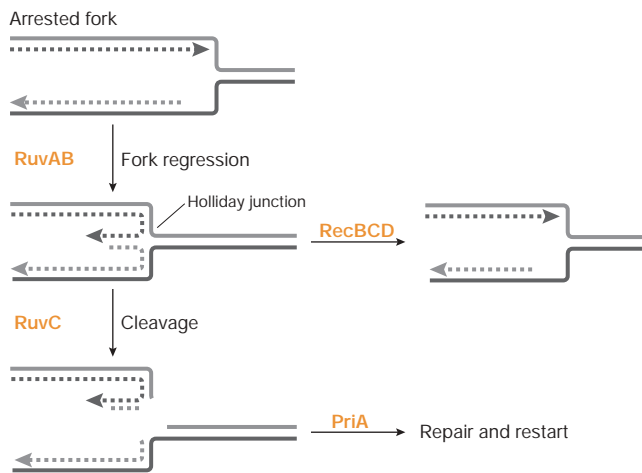 Arrested fork
RuvAB
Fork regression
Holliday junction
RecBCD
RuvC
Cleavage
PriA
Repair and restart